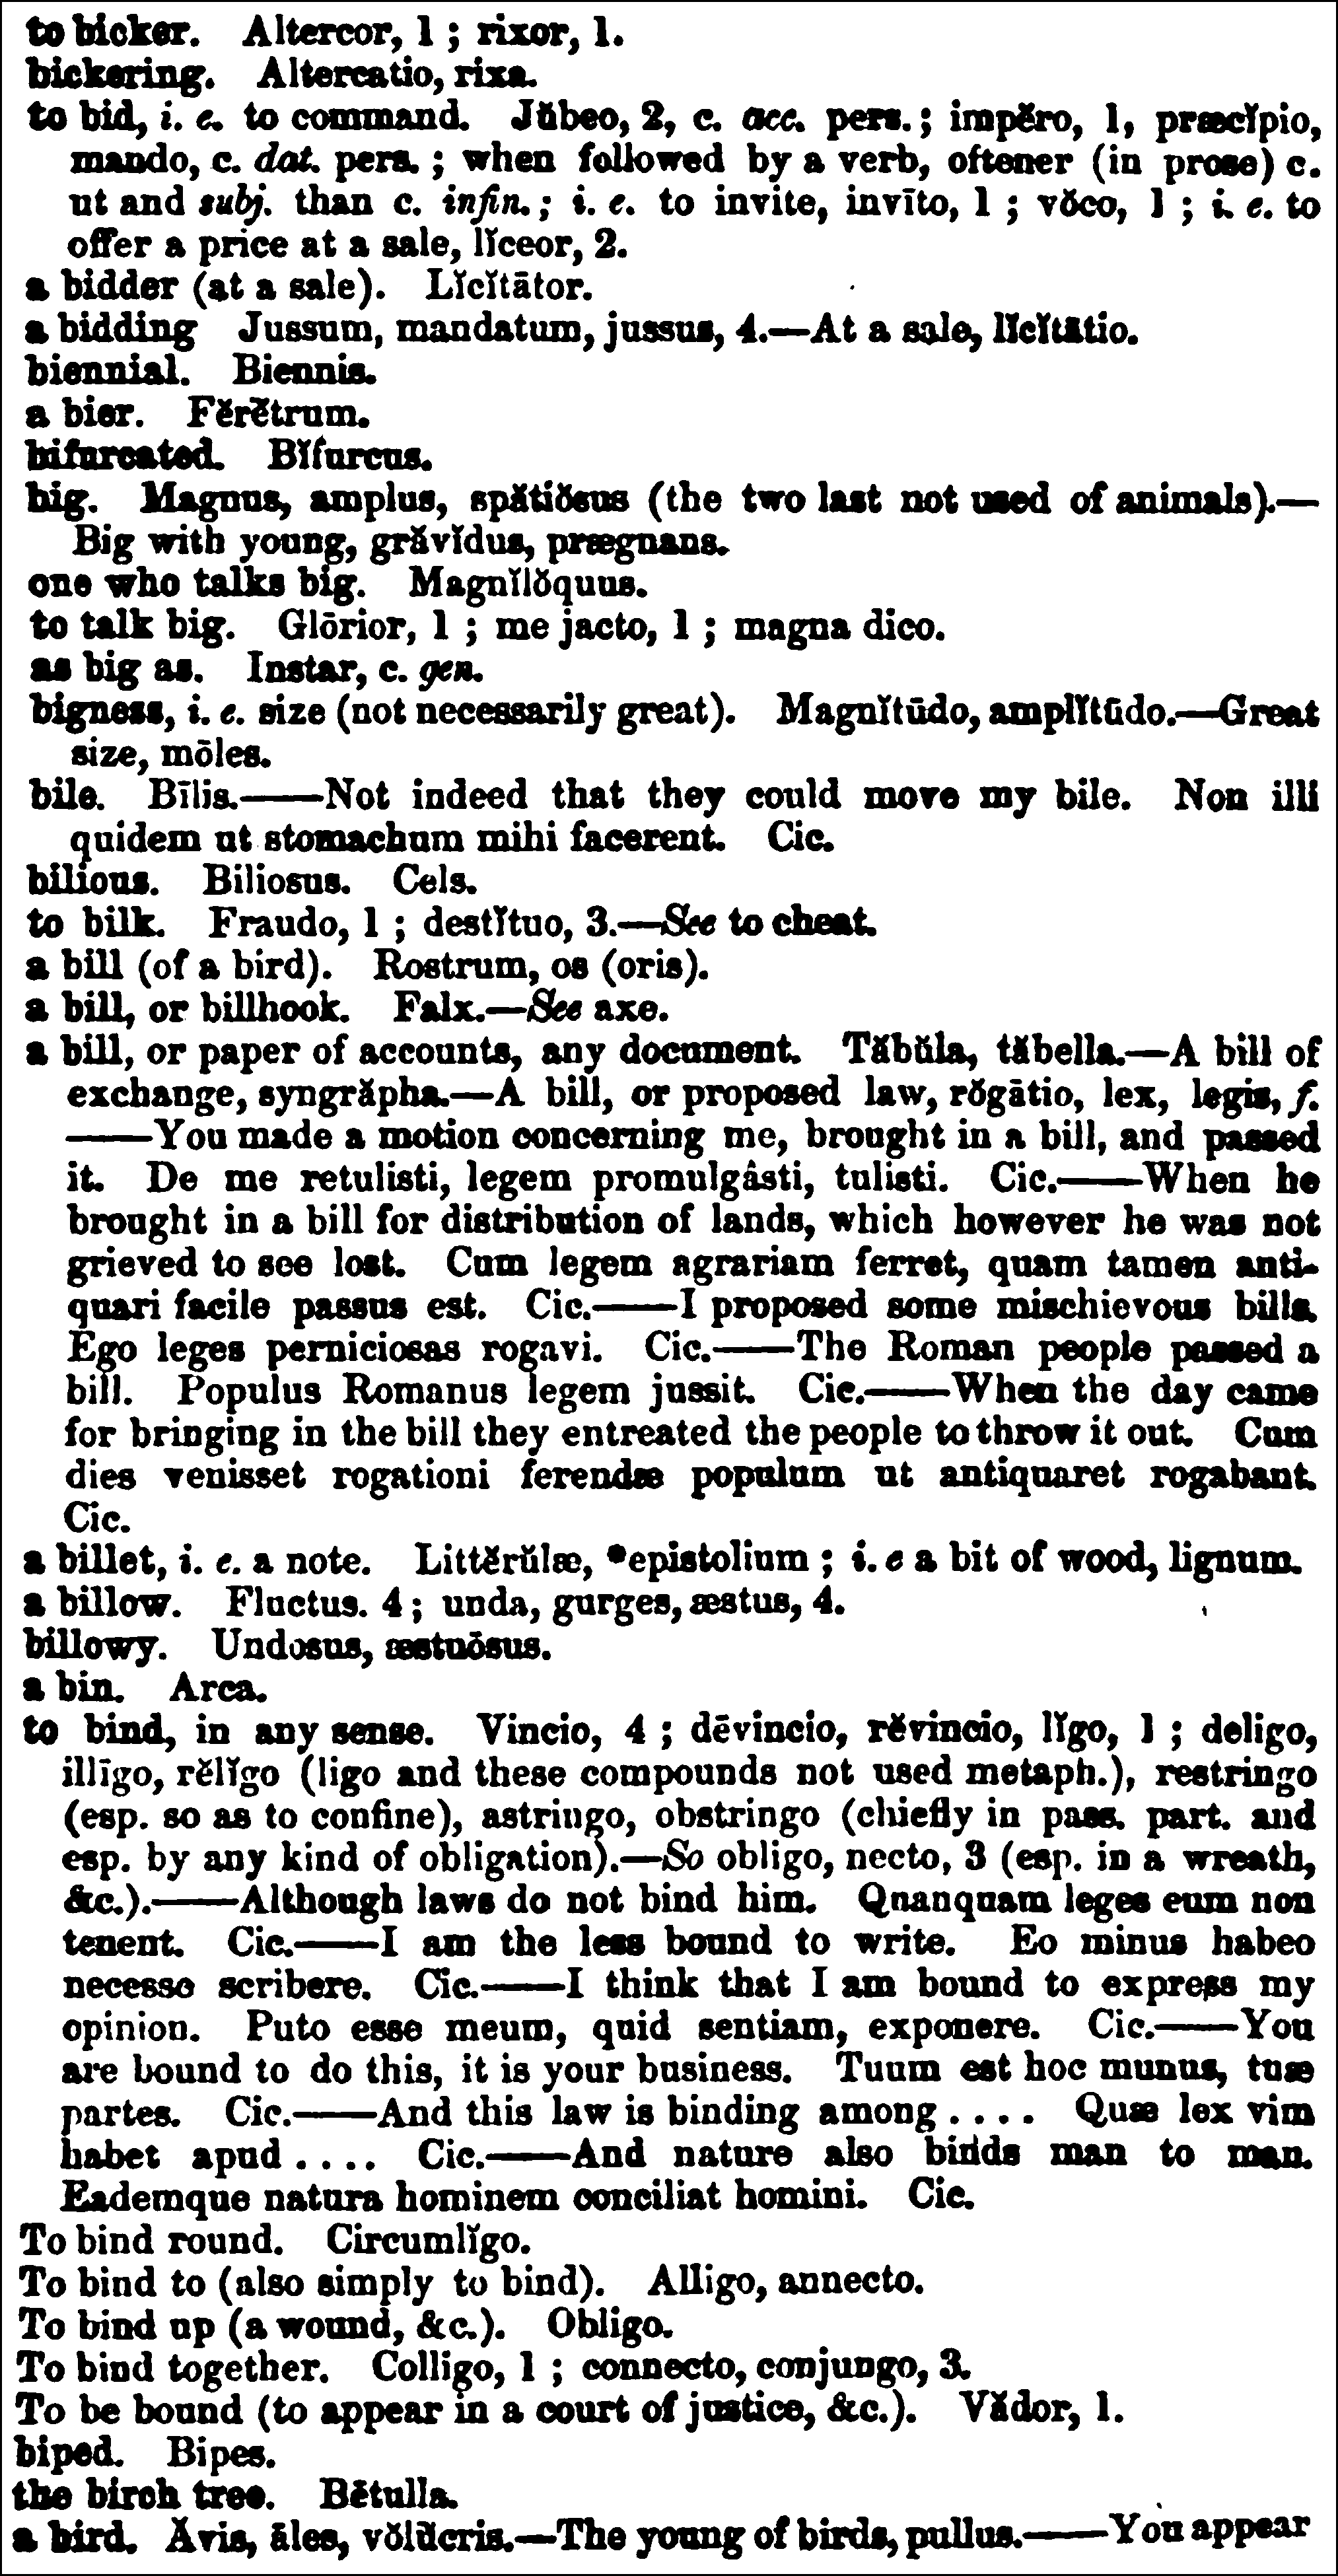 to bicker. Altercor, 1 ; rixor, 1.
bickering. Altercatio, rixa.
to bid, i. e. to command. Jŭbeo, 2, c. acc. pers. ; impĕro, 1, præcĭpio,
mando, c. dat. pers. ; when followed by a verb, oftener (in prose) c.
ut and subj. than c. infin. ; i. e. to invite, invīto, 1 ; vŏco, 1 ; i. e. to
offer a price at a sale, lĭceor, 2.
a bidder (at a sale). Lĭcĭtātor.
a bidding Jussum, mandatum, jussus, 4.—At a sale, lĭcĭtātio.
biennial. Biennis.
a bier. Fĕrĕtrum.
bifurcated. Bĭfurcus.
big. Magnus, amplus, spătiŏsus (the two last not used of animals).—
Big with young, grăvĭdus, prægnans.
one who talks big. Magnĭlŏquus.
to talk big. Glōrior, 1 ; me jacto, 1 ; magna dico.
as big as. Instar, c. gen.
bigness, i. e. size (not necessarily great). Magnĭtūdo, amplĭtūdo.—Great
size, mōles.
bile. Bīlis.——Not indeed that they could move my bile. Non illi
quidem ut stomachum mihi facerent. Cic.
bilious. Biliosus. Cels.
to bilk. Fraudo, 1 ; destĭtuo, 3.—See to cheat.
a bill (of a bird). Rostrum, os (oris).
a bill, or billhook. Falx.—See axe.
a bill, or paper of accounts, any document. Tăbŭla, tăbella.—A bill of
exchange, syngrăpha.—A bill, or proposed law, rŏgātio, lex, legis, f.
——You made a motion concerning me, brought in a bill, and passed
it. De me retulisti, legem promulgâsti, tulisti. Cic.——When he
brought in a bill for distribution of lands, which however he was not
grieved to see lost. Cum legem agrariam ferret, quam tamen anti-
quari facile passus est. Cic.——I proposed some mischievous bills.
Ego leges perniciosas rogavi. Cic.——The Roman people passed a
bill. Populus Romanus legem jussit. Cic.——When the day came
for bringing in the bill they entreated the people to throw it out. Cum
dies venisset rogationi ferendæ populum ut antiquaret rogabant.
Cic.
a billet, i. e. a note. Littĕrŭlæ, *epistolium ; i. e a bit of wood, lignum.
a billow. Fluctus. 4 ; unda, gurges, æstus, 4.
billowy. Undosus, æstuōsus.
a bin. Arca.
to bind, in any sense. Vincio, 4 ; dēvincio, rĕvincio, lĭgo, 1 ; deligo,
illīgo, rĕlĭgo (ligo and these compounds not used metaph.), restringo
(esp. so as to confine), astringo, obstringo (chiefly in pass. part. and
esp. by any kind of obligation).—So obligo, necto, 3 (esp. in a wreath,
&c.).——Although laws do not bind him. Quanquam leges eum non
tenent. Cic.——I am the less bound to write. Eo minus habeo
necesse scribere. Cic.——I think that I am bound to express my
opinion. Puto esse meum, quid sentiam, exponere. Cic.——You
are bound to do this, it is your business. Tuum est hoc munus, tuæ
partes. Cic.——And this law is binding among . . . . Quæ lex vim
habet apud . . . . Cic.——And nature also binds man to man.
Eademque natura hominem conciliat homini. Cic.
To bind round. Circumlĭgo.
To bind to (also simply to bind). Alligo, annecto.
To bind up (a wound, &c.). Obligo.
To bind together. Colligo, 1 ; connecto, conjungo, 3.
To be bound (to appear in a court of justice, &c.). Vădor, 1.
biped. Bipes.
the birch tree. Bētulla.
a bird. Ăvis, āles, vŏlŭcris.—The young of birds, pullus.——You appear